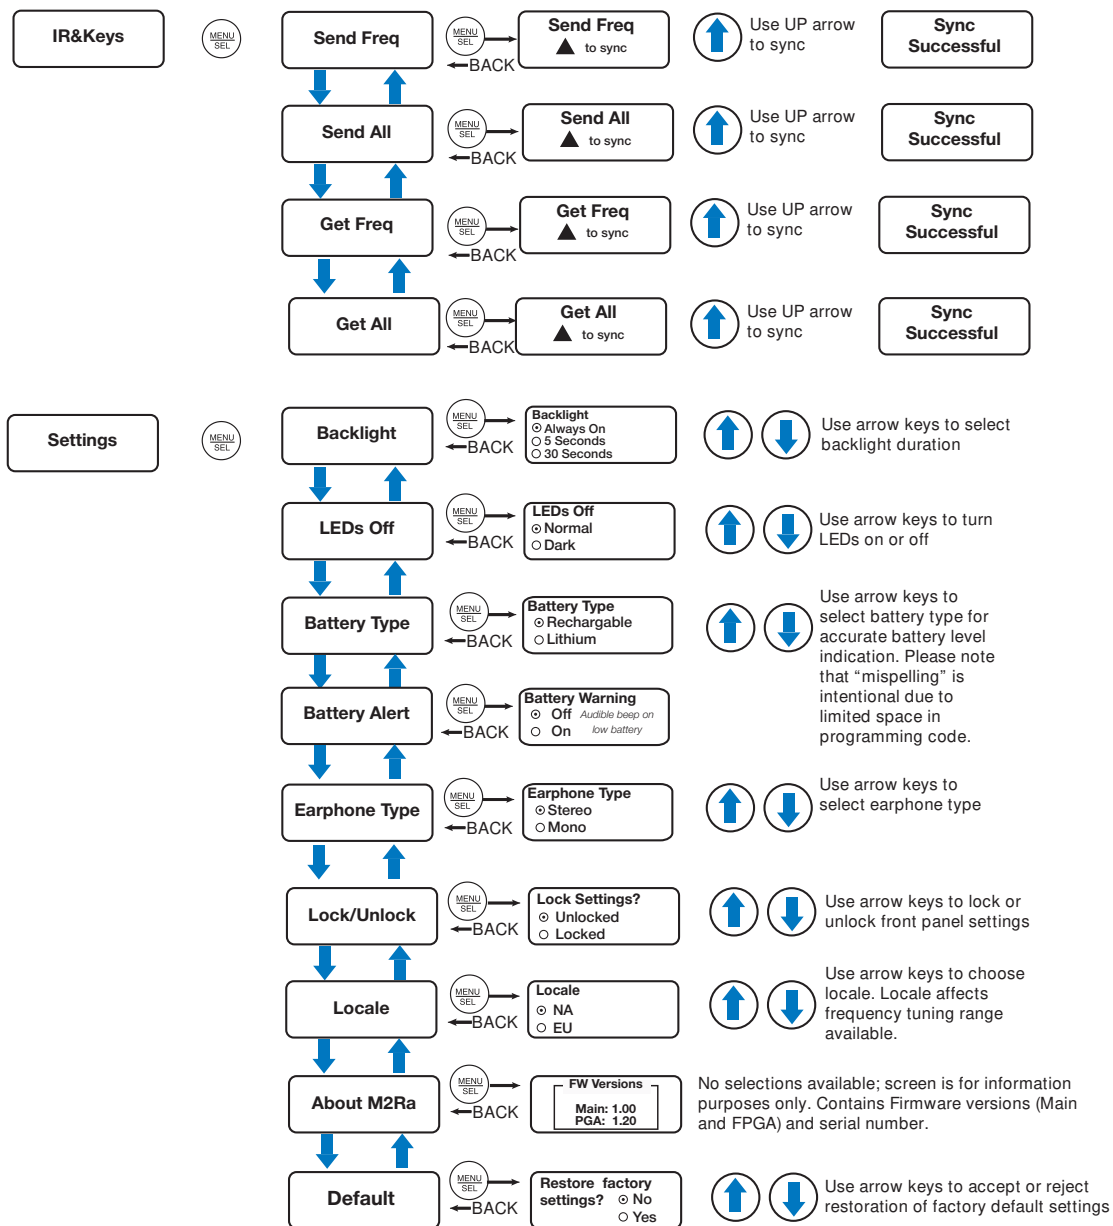 IR&Keys
MENU
SEL
Send Freq
MENU
SEL
BACK
Send Freq
to sync
Use UP arrow
to sync
Sync
Successful
Send All
MENU
SEL
BACK
Send All
to sync
Use UP arrow
to sync
Sync
Successful
Get Freq
MENU
SEL
BACK
Get Freq
to sync
Use UP arrow
to sync
Sync
Successful
Get All
MENU
SEL
BACK
Get All
to sync
Use UP arrow
to sync
Sync
Successful
Settings
MENU
SEL
Backlight
MENU
SEL
BACK
Backlight
Always On
5 Seconds
30 Seconds
Use arrow keys to select
backlight duration
LEDs Off
MENU
SEL
BACK
LEDs Off
Normal
Dark
Use arrow keys to turn
LEDs on or off
Battery Type
MENU
SEL
BACK
Battery Type
Rechargable
Lithium
Use arrow keys to
select battery type for
accurate battery level
indication. Please note
that “mispelling” is
intentional due to
limited space in
programming code.
Battery Alert
MENU
SEL
BACK
Battery Warning
Off Audible beep on
On low battery
Earphone Type
MENU
SEL
BACK
Earphone Type
Stereo
Mono
Use arrow keys to
select earphone type
Lock/Unlock
MENU
SEL
BACK
Lock Settings?
Unlocked
Locked
Use arrow keys to lock or
unlock front panel settings
Locale
MENU
SEL
BACK
Locale
NA
EU
Use arrow keys to choose
locale. Locale affects
frequency tuning range
available.
About M2Ra
MENU
SEL
BACK
FW Versions
Main: 1.00
PGA: 1.20
No selections available; screen is for information
purposes only. Contains Firmware versions (Main
and FPGA) and serial number.
Default
MENU
SEL
BACK
Restore factory
settings? No
Yes
Use arrow keys to accept or reject
restoration of factory default settings